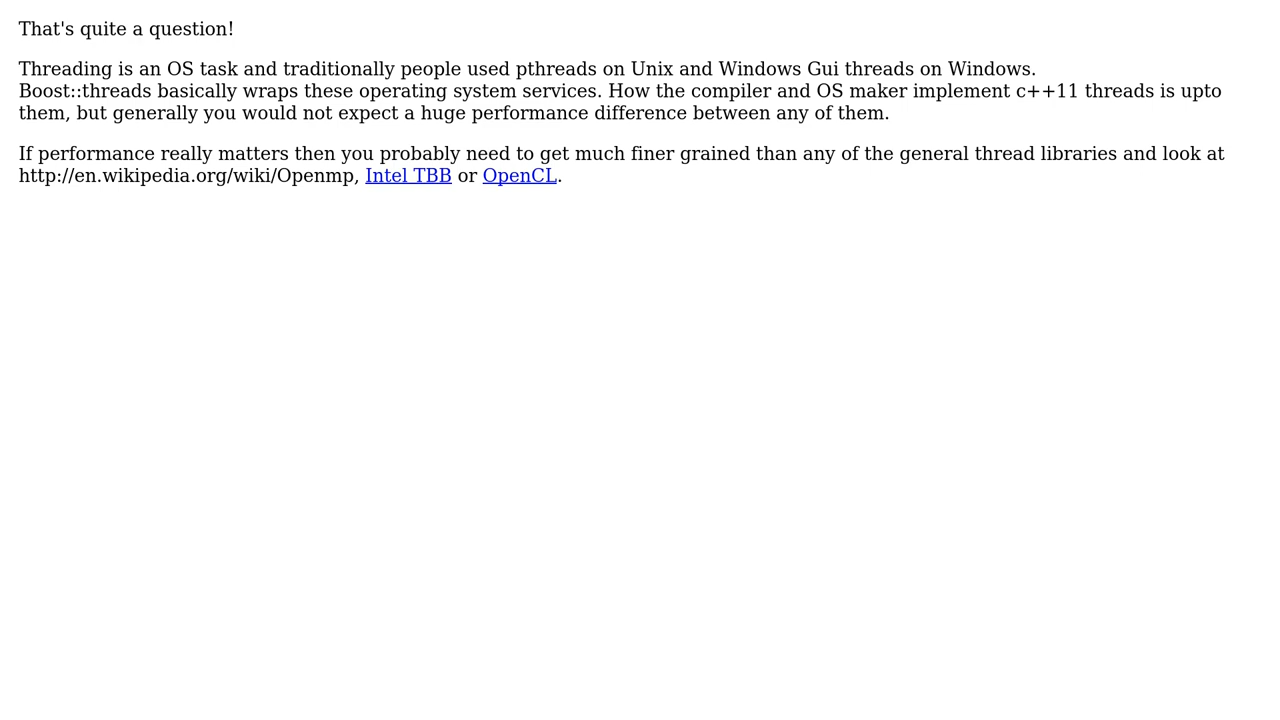 That's quite a question!
Threading is an OS task and traditionally people used pthreads on Unix and Windows Gui threads on Windows.
Boost::threads basically wraps these operating system services. How the compiler and OS maker implement c++11 threads is upto
them, but generally you would not expect a huge performance difference between any of them.
If performance really matters then you probably need to get much finer grained than any of the general thread libraries and look at
http://en.wikipedia.org/wiki/Openmp, Intel TBB or OpenCL.